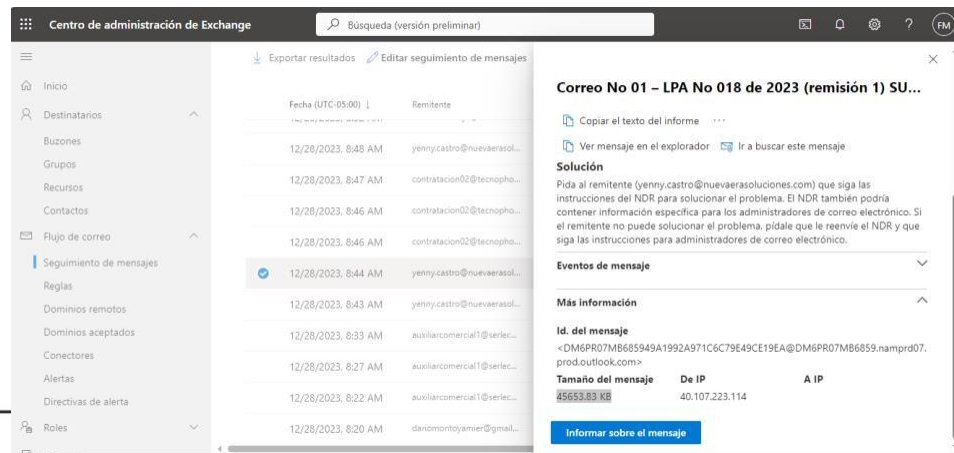 Centro de administración de Exchange
Búsqueda (versión preliminar)
FM
Inicio
Destinatarios
Buzones
Grupos
Recursos
Contactos
Flujo de correo
Seguimiento de mensajes
Reglas
Dominios remotos
Dominios aceptados
Conectores
Alertas
Directivas de alerta
Roles
Exportar resultados Editar seguimiento de mensajes
Fecha (UTC-05:00) ↓ Remitente
12/28/2023, 8:48 AM yenny.castro@nuevaerasol...
12/28/2023, 8:47 AM contratacion02@tecnopho...
12/28/2023, 8:46 AM contratacion02@tecnopho...
12/28/2023, 8:46 AM contratacion02@tecnopho...
12/28/2023, 8:44 AM yenny.castro@nuevaerasol...
12/28/2023, 8:43 AM yenny.castro@nuevaerasol...
12/28/2023, 8:33 AM auxiliarcomercial1@serlec...
12/28/2023, 8:27 AM auxiliarcomercial1@serlec...
12/28/2023, 8:22 AM auxiliarcomercial1@serlec...
12/28/2023, 8:20 AM dariomontoyamier@gmail...
Correo No 01 – LPA No 018 de 2023 (remisión 1) SU...
Copiar el texto del informe ...
Ver mensaje en el explorador Ir a buscar este mensaje
Solución
Pida al remitente (yenny.castro@nuevaerasoluciones.com) que siga las
instrucciones del NDR para solucionar el problema. El NDR también podría
contener información específica para los administradores de correo electrónico. Si
el remitente no puede solucionar el problema, pídale que le reenvíe el NDR y que
siga las instrucciones para administradores de correo electrónico.
Eventos de mensaje
Más información
Id. del mensaje
<DM6PR07MB685949A1992A971C6C79E49CE19EA@DM6PR07MB6859.namprd07.
prod.outlook.com>
Tamaño del mensaje De IP A IP
45653.83 KB 40.107.223.114
Informar sobre el mensaje